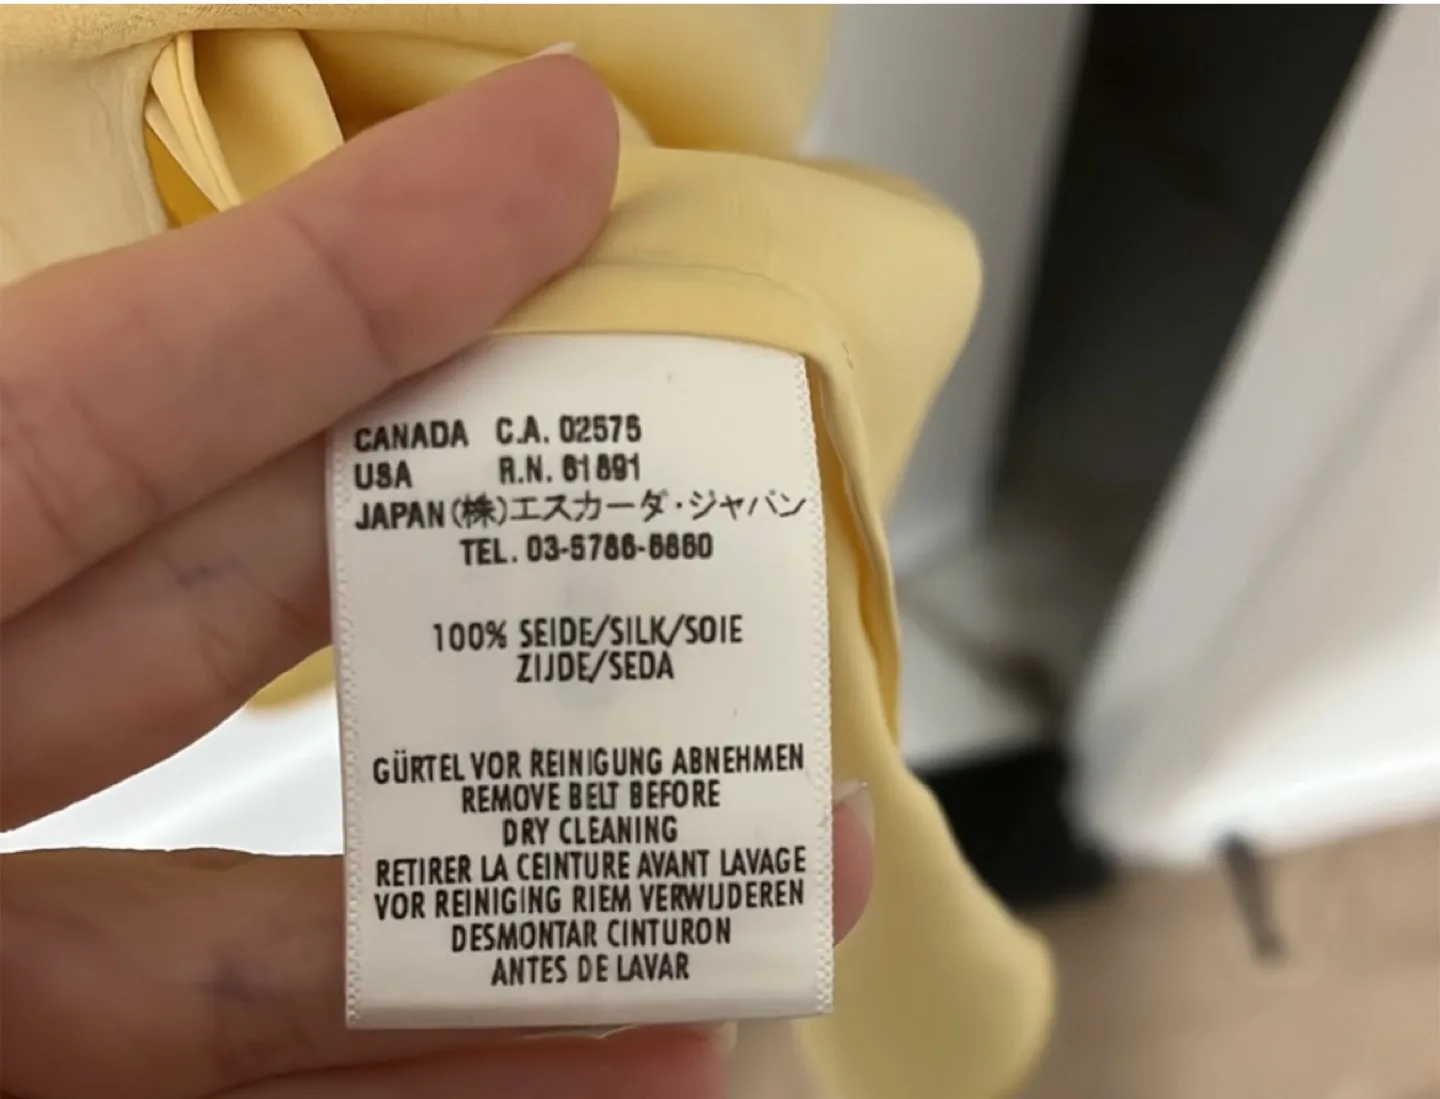 CANADA C.A. 02575
USA R.N. 61891
JAPAN (株)エスカーダ・ジャパン
TEL. 03-5786-6660
100% SEIDE/SILK/SOIE
ZIJDE/SEDA
GÜRTEL VOR REINIGUNG ABNEHMEN
REMOVE BELT BEFORE
DRY CLEANING
RETIRER LA CEINTURE AVANT LAVAGE
VOR REINIGING RIEM VERWIJDEREN
DESMONTAR CINTURON
ANTES DE LAVAR